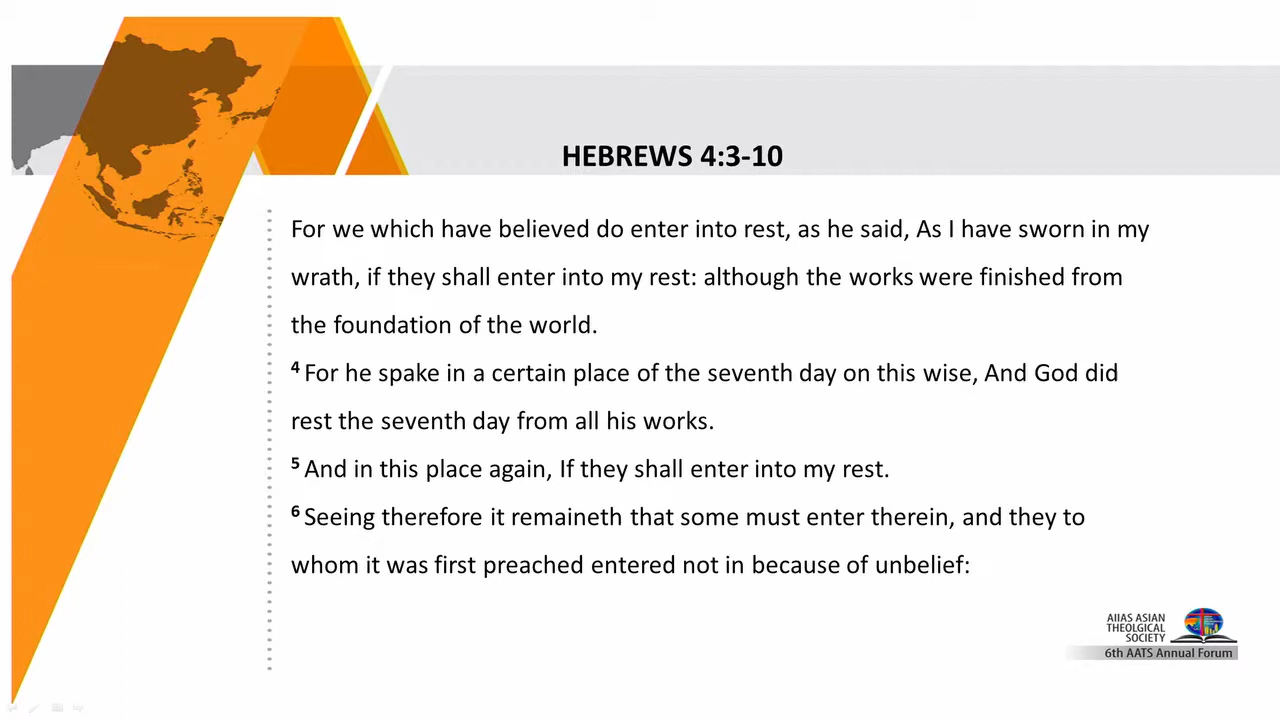 HEBREWS 4:3-10
For we which have believed do enter into rest, as he said, As I have sworn in my
wrath, if they shall enter into my rest: although the works were finished from
the foundation of the world.
4 For he spake in a certain place of the seventh day on this wise, And God did
rest the seventh day from all his works.
5 And in this place again, If they shall enter into my rest.
6 Seeing therefore it remaineth that some must enter therein, and they to
whom it was first preached entered not in because of unbelief:
AIIAS ASIAN
THEOLGICAL
SOCIETY
6th AATS Annual Forum